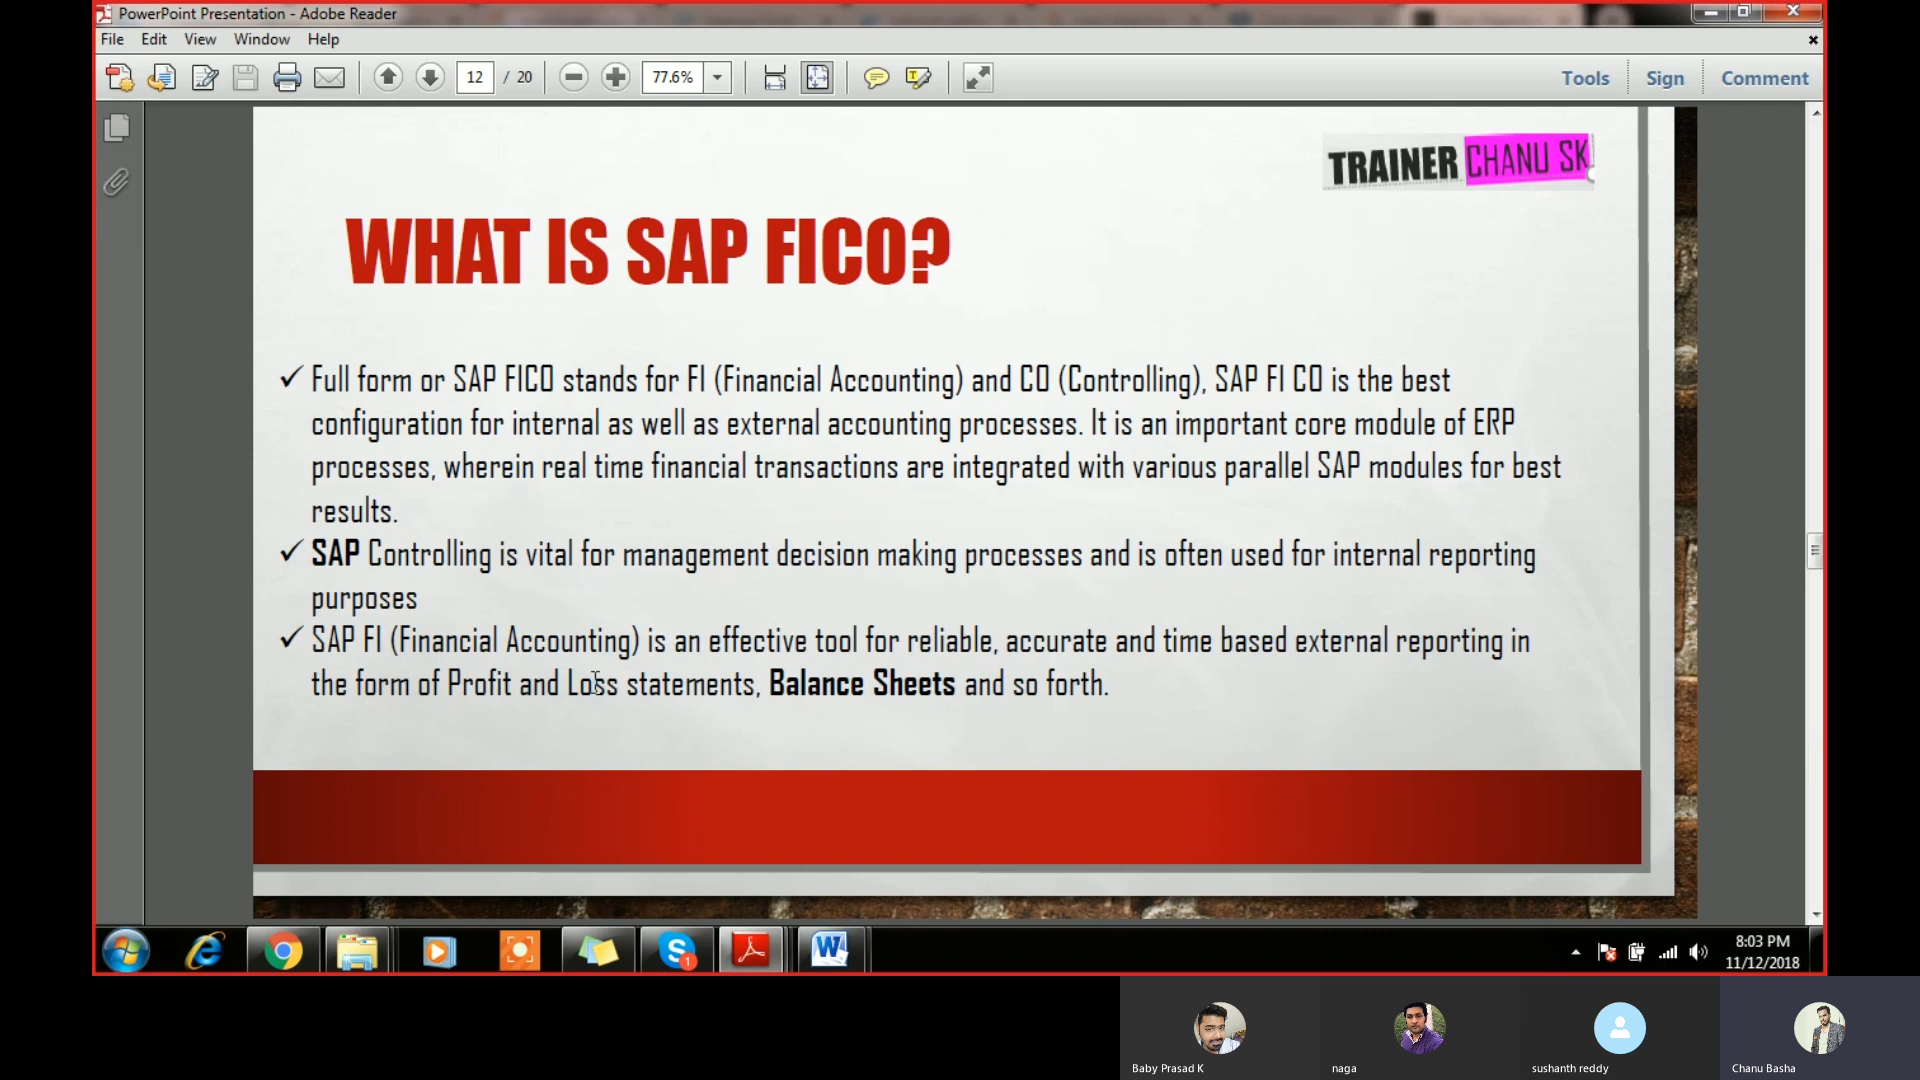 PowerPoint Presentation - Adobe Reader
File Edit View Window Help
12 / 20 77.6% Tools Sign Comment
TRAINER CHANU SK
WHAT IS SAP FICO?
✓ Full form or SAP FICO stands for FI (Financial Accounting) and CO (Controlling), SAP FI CO is the best
configuration for internal as well as external accounting processes. It is an important core module of ERP
processes, wherein real time financial transactions are integrated with various parallel SAP modules for best
results.
✓ SAP Controlling is vital for management decision making processes and is often used for internal reporting
purposes
✓ SAP FI (Financial Accounting) is an effective tool for reliable, accurate and time based external reporting in
the form of Profit and Loss statements, Balance Sheets and so forth.
1
8:03 PM
11/12/2018
Baby Prasad K naga sushanth reddy Chanu Basha